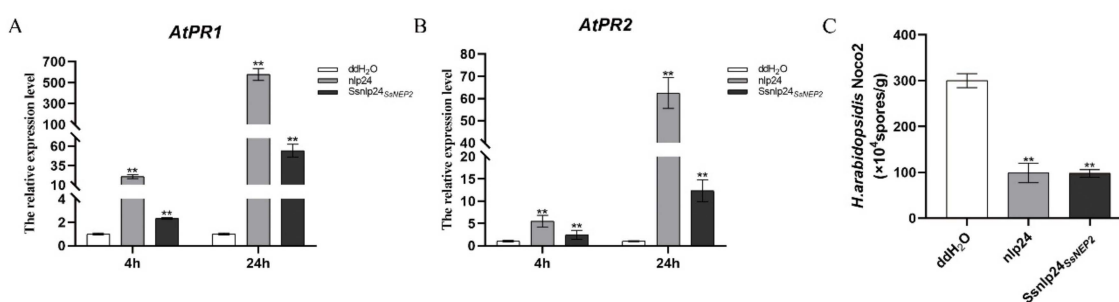 A
AtPR1
The relative expression level
700
500
300
100
60
35
10
4
2
0
**
**
**
**
ddH2O
nlp24
Ssnlp24SsNEP2
4h
24h
B
AtPR2
The relative expression level
80
70
60
50
40
20
15
10
5
0
**
**
**
**
ddH2O
nlp24
Ssnlp24SsNEP2
4h
24h
C
H.arabidopsidis Noco2
(×10⁴spores/g)
400
300
200
100
0
**
**
ddH2O
nlp24
Ssnlp24SsNEP2